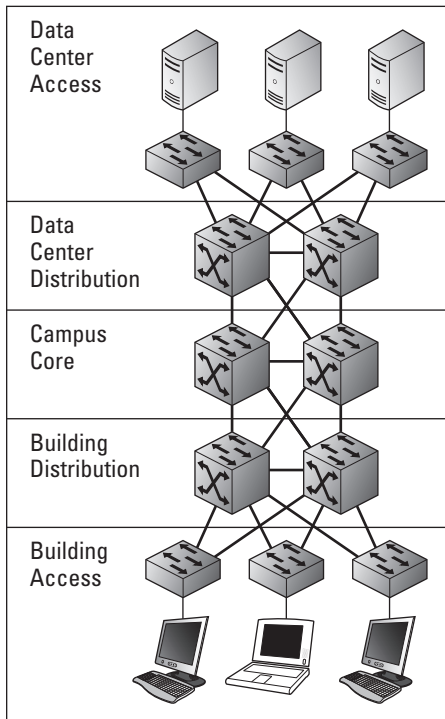 Data
Center
Access
Data
Center
Distribution
Campus
Core
Building
Distribution
Building
Access